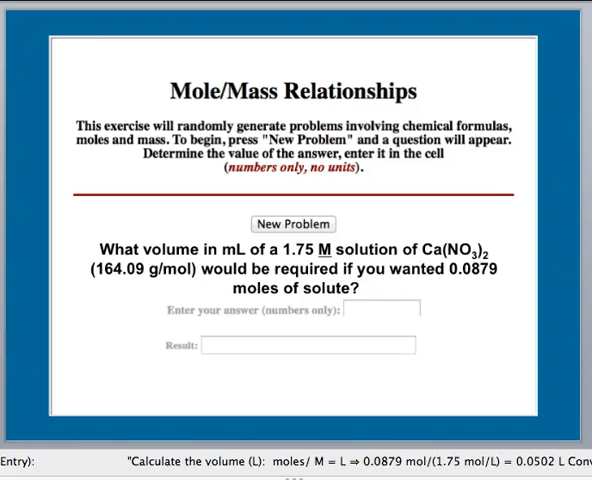 Mole/Mass Relationships
This exercise will randomly generate problems involving chemical formulas,
moles and mass. To begin, press "New Problem" and a question will appear.
Determine the value of the answer, enter it in the cell
(numbers only, no units).
New Problem
What volume in mL of a 1.75 M solution of Ca(NO₃)₂
(164.09 g/mol) would be required if you wanted 0.0879
moles of solute?
Enter your answer (numbers only):
Result:
Entry): "Calculate the volume (L): moles/ M = L ⇒ 0.0879 mol/(1.75 mol/L) = 0.0502 L Conv